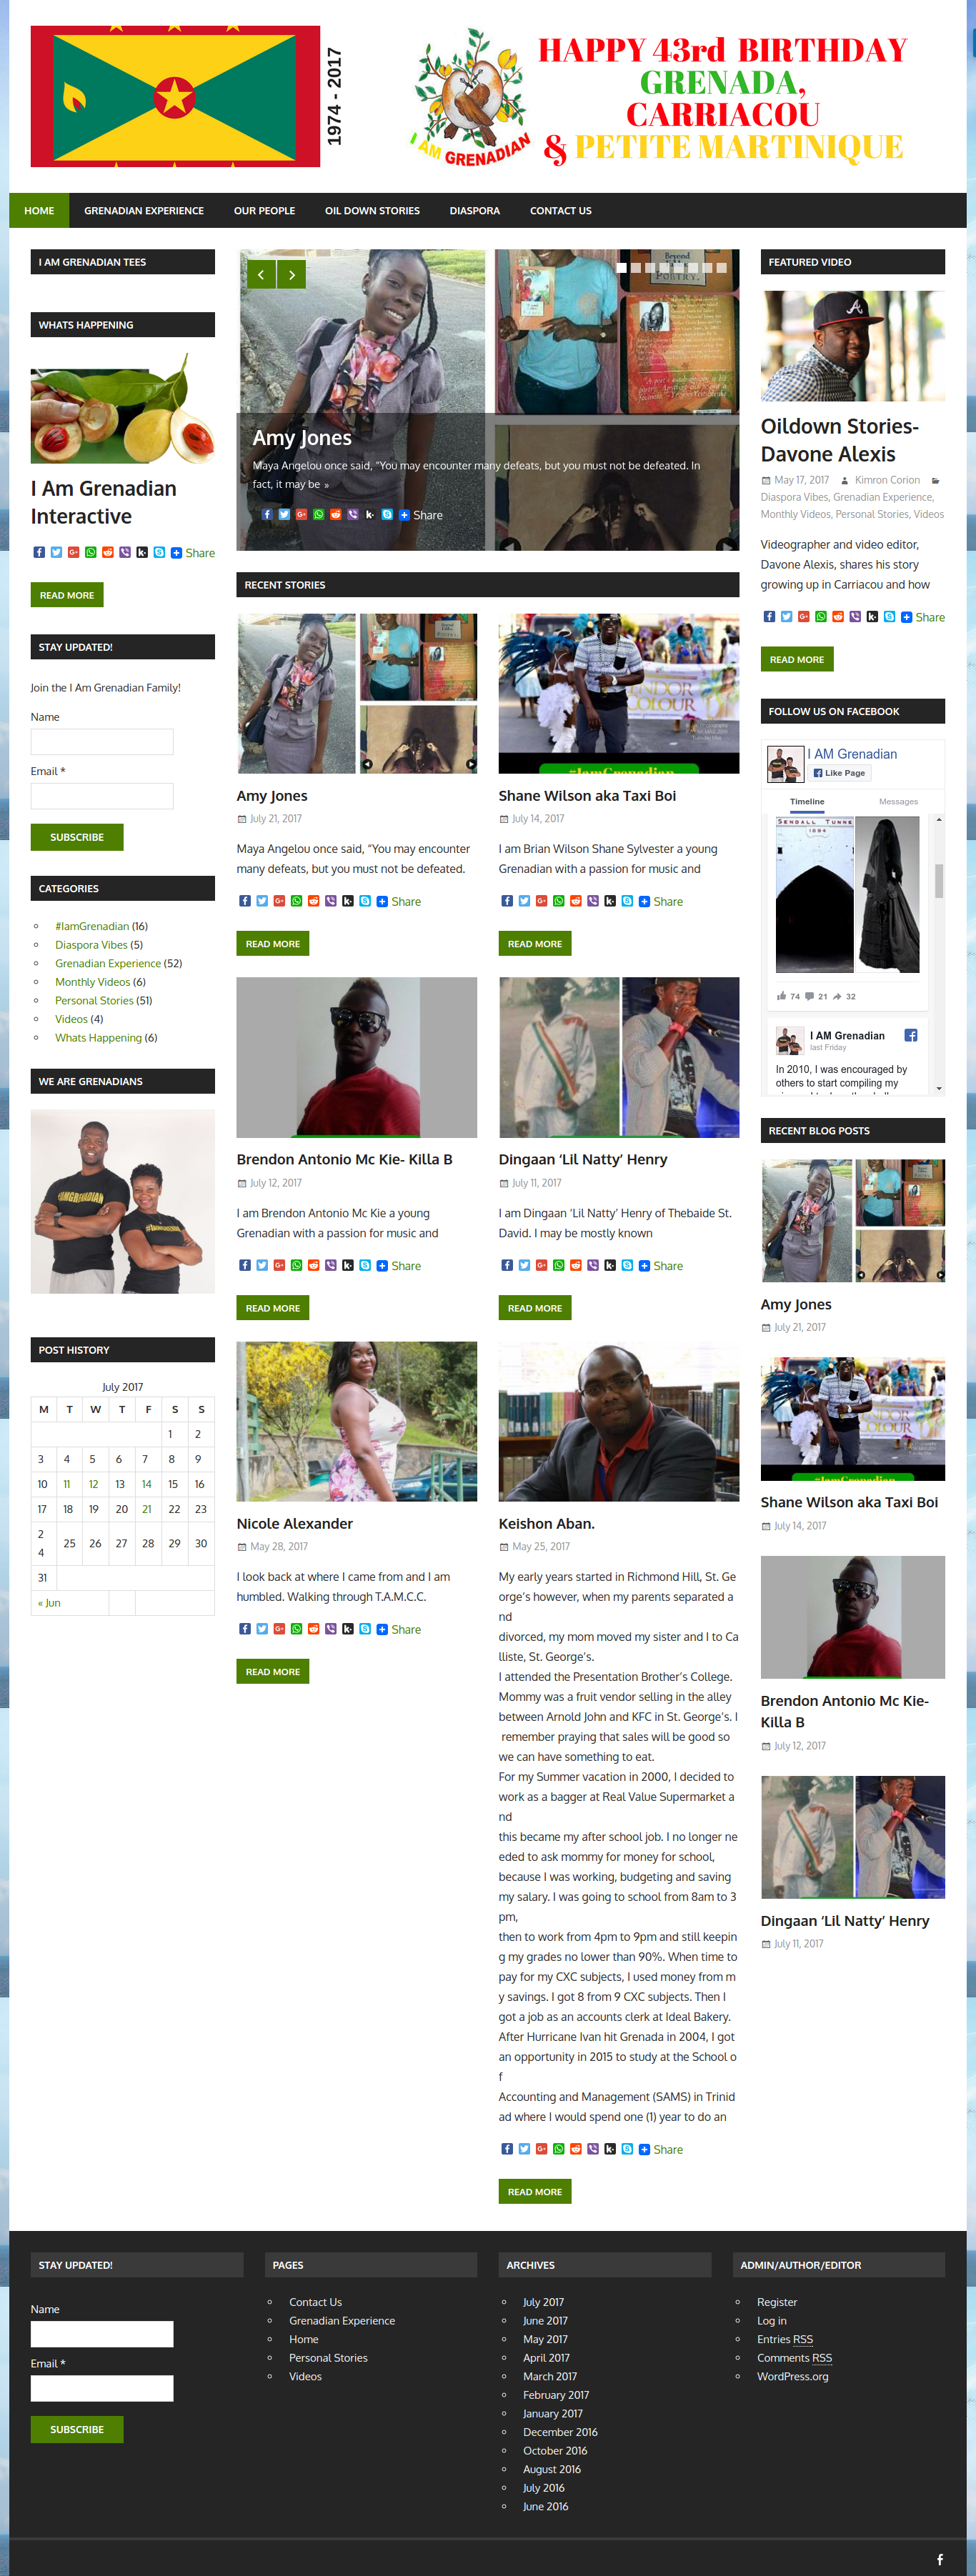 1974 - 2017
I AM GRENADIAN
HAPPY 43rd BIRTHDAY
GRENADA,
CARRIACOU
& PETITE MARTINIQUE
HOME
GRENADIAN EXPERIENCE
OUR PEOPLE
OIL DOWN STORIES
DIASPORA
CONTACT US
I AM GRENADIAN TEES
WHATS HAPPENING
I Am Grenadian
Interactive
Share
READ MORE
STAY UPDATED!
Join the I Am Grenadian Family!
Name
Email *
SUBSCRIBE
CATEGORIES
#IamGrenadian (16)
Diaspora Vibes (5)
Grenadian Experience (52)
Monthly Videos (6)
Personal Stories (51)
Videos (4)
Whats Happening (6)
WE ARE GRENADIANS
#IAMGRENADIAN
#IAMGRENADIAN
POST HISTORY
July 2017
M T W T F S S
1 2
3 4 5 6 7 8 9
10 11 12 13 14 15 16
17 18 19 20 21 22 23
2
4 25 26 27 28 29 30
31
« Jun
Beyond
Poetry
Amy Jones
Maya Angelou once said, “You may encounter many defeats, but you must not be defeated. In
fact, it may be »
Share
RECENT STORIES
Amy Jones
July 21, 2017
Maya Angelou once said, “You may encounter
many defeats, but you must not be defeated.
Share
READ MORE
#IamGrenadian
Shane Wilson aka Taxi Boi
July 14, 2017
I am Brian Wilson Shane Sylvester a young
Grenadian with a passion for music and
Share
READ MORE
Brendon Antonio Mc Kie- Killa B
July 12, 2017
I am Brendon Antonio Mc Kie a young
Grenadian with a passion for music and
Share
READ MORE
Dingaan ‘Lil Natty’ Henry
July 11, 2017
I am Dingaan ‘Lil Natty’ Henry of Thebaide St.
David. I may be mostly known
Share
READ MORE
Nicole Alexander
May 28, 2017
I look back at where I came from and I am
humbled. Walking through T.A.M.C.C.
Share
READ MORE
Keishon Aban.
May 25, 2017
My early years started in Richmond Hill, St. Ge
orge’s however, when my parents separated a
nd
divorced, my mom moved my sister and I to Ca
lliste, St. George’s.
I attended the Presentation Brother’s College.
Mommy was a fruit vendor selling in the alley
between Arnold John and KFC in St. George’s. I
remember praying that sales will be good so
we can have something to eat.
For my Summer vacation in 2000, I decided to
work as a bagger at Real Value Supermarket a
nd
this became my after school job. I no longer ne
eded to ask mommy for money for school,
because I was working, budgeting and saving
my salary. I was going to school from 8am to 3
pm,
then to work from 4pm to 9pm and still keepin
g my grades no lower than 90%. When time to
pay for my CXC subjects, I used money from m
y savings. I got 8 from 9 CXC subjects. Then I
got a job as an accounts clerk at Ideal Bakery.
After Hurricane Ivan hit Grenada in 2004, I got
an opportunity in 2015 to study at the School o
f
Accounting and Management (SAMS) in Trinid
ad where I would spend one (1) year to do an
Share
READ MORE
FEATURED VIDEO
Oildown Stories-
Davone Alexis
May 17, 2017 Kimron Corion
Diaspora Vibes, Grenadian Experience,
Monthly Videos, Personal Stories, Videos
Videographer and video editor,
Davone Alexis, shares his story
growing up in Carriacou and how
Share
READ MORE
FOLLOW US ON FACEBOOK
I AM Grenadian
Like Page
Timeline
Messages
SENDALL TUNNE
1894
74 21 32
I AM Grenadian
last Friday
In 2010, I was encouraged by
others to start compiling my
RECENT BLOG POSTS
Amy Jones
July 21, 2017
#IamGrenadian
Shane Wilson aka Taxi Boi
July 14, 2017
Brendon Antonio Mc Kie-
Killa B
July 12, 2017
Dingaan ‘Lil Natty’ Henry
July 11, 2017
STAY UPDATED!
Name
Email *
SUBSCRIBE
PAGES
Contact Us
Grenadian Experience
Home
Personal Stories
Videos
ARCHIVES
July 2017
June 2017
May 2017
April 2017
March 2017
February 2017
January 2017
December 2016
October 2016
August 2016
July 2016
June 2016
ADMIN/AUTHOR/EDITOR
Register
Log in
Entries RSS
Comments RSS
WordPress.org